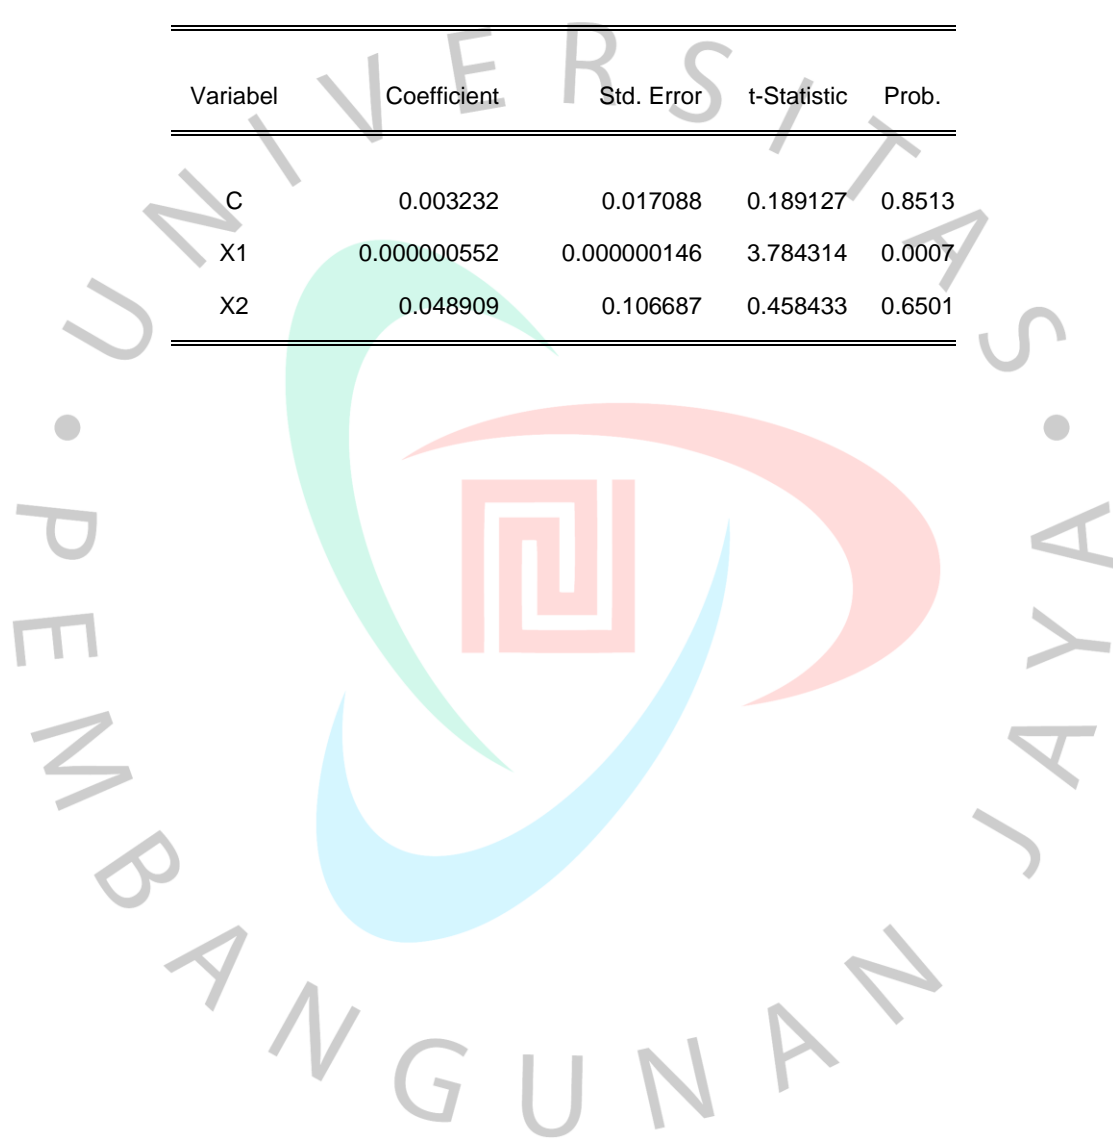 Variabel Coefficient Std. Error t-Statistic Prob.
C 0.003232 0.017088 0.189127 0.8513
X1 0.000000552 0.000000146 3.784314 0.0007
X2 0.048909 0.106687 0.458433 0.6501
UNIVERSITAS • PEMBANGUNAN JAYA •